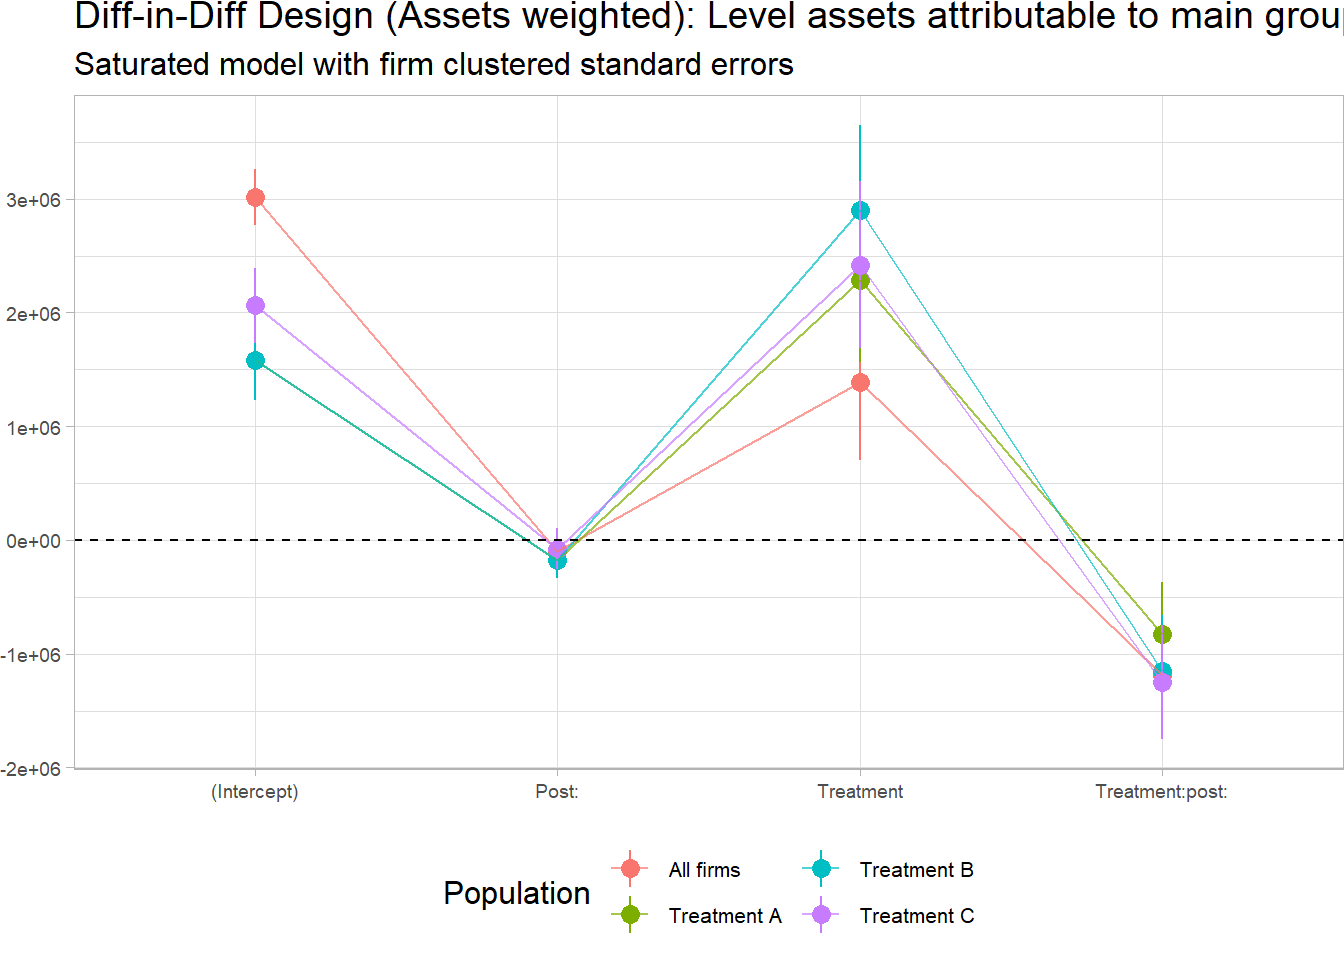 Diff-in-Diff Design (Assets weighted): Level assets attributable to main group
Saturated model with firm clustered standard errors
3e+06
2e+06
1e+06
0e+00
-1e+06
-2e+06
(Intercept) Post: Treatment Treatment:post:
Population
All firms Treatment B
Treatment A Treatment C